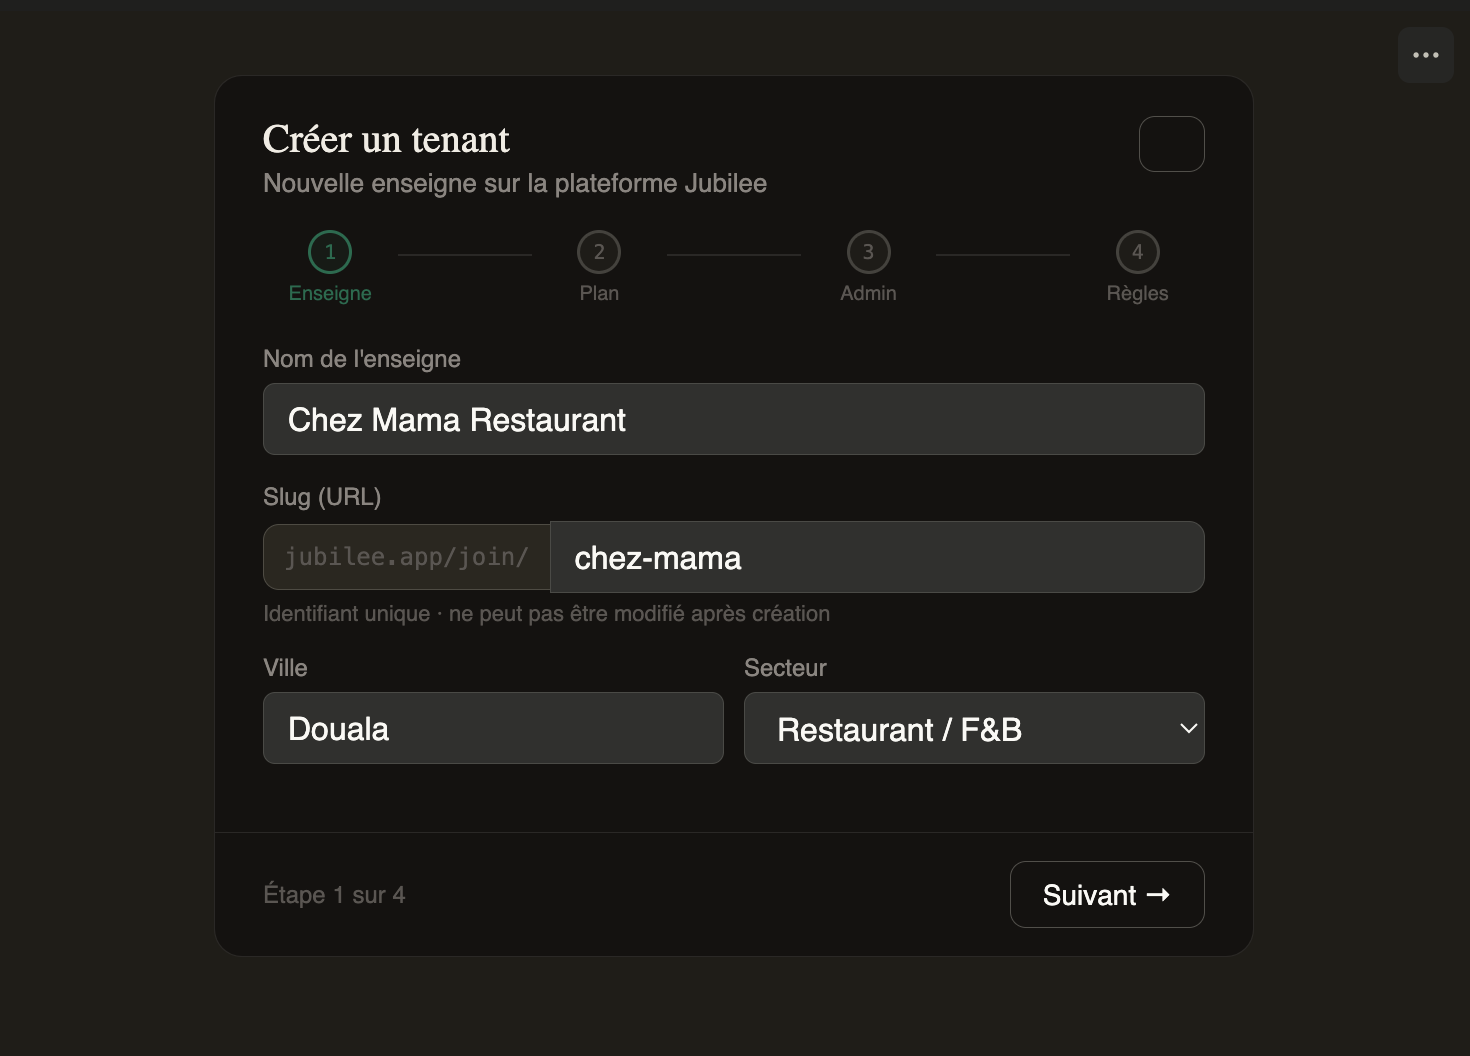 Créer un tenant
Nouvelle enseigne sur la plateforme Jubilee
1 2 3 4
Enseigne Plan Admin Règles
Nom de l'enseigne
Chez Mama Restaurant
Slug (URL)
jubilee.app/join/ chez-mama
Identifiant unique · ne peut pas être modifié après création
Ville Secteur
Douala Restaurant / F&B
Étape 1 sur 4 Suivant →